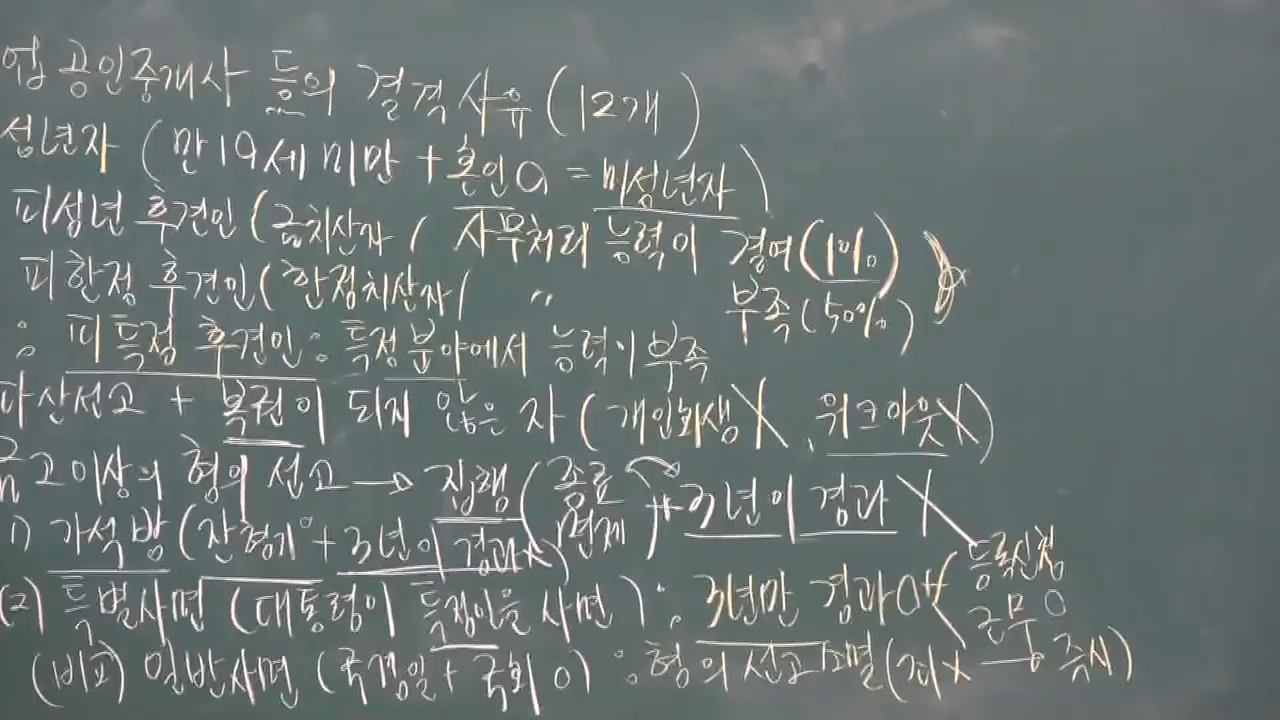 업 공인중개사 등의 결격사유 (12개)
성년자 (만 19세 미만 + 혼인 O = 미성년자)
피성년 후견인 (금치산자 / 사무처리 능력이 결여 (1%))
피한정 후견인 (한정치산자 / 〃 부족 (50%))
: 피특정 후견인 : 특정분야에서 능력이 부족
파산선고 + 복권이 되지 않은 자 (개인회생 X, 워크아웃 X)
금고이상의 형의 선고 → 집행 (종료 면제) + 3년이 경과 X
1) 가석방 (잔형기 + 3년이 경과 X)
등록신청
(2) 특별사면 (대통령이 특정인을 사면) : 3년만 경과 O
근무 O
(비교) 일반사면 (국경일 + 국회 O) : 형의 선고 소멸 ( X → 즉시)